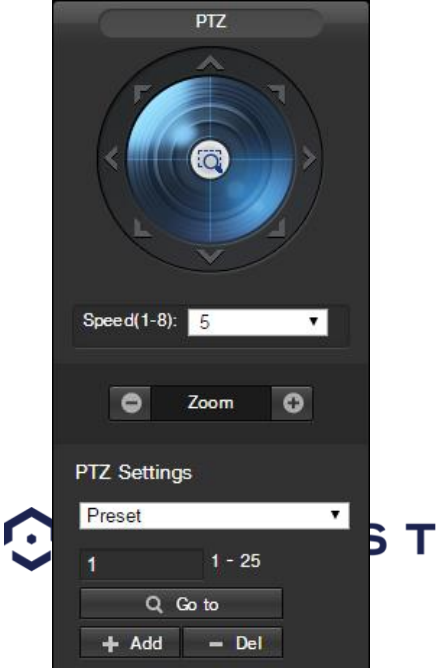 PTZ
Speed(1-8): 5
Zoom
PTZ Settings
Preset
1 1 - 25
Go to
+ Add - Del